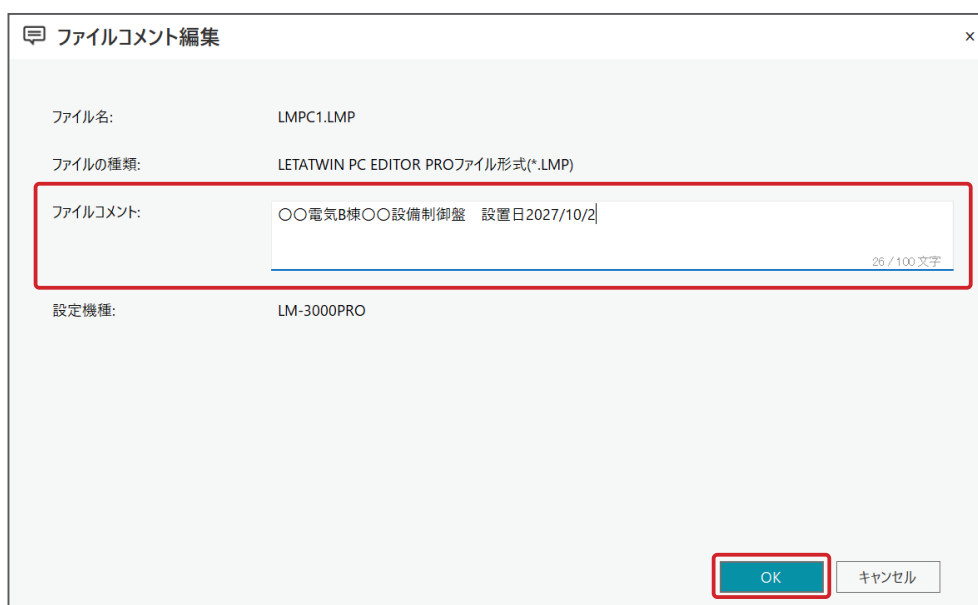 ファイルコメント編集
×
ファイル名: LMPC1.LMP
ファイルの種類: LETATWIN PC EDITOR PROファイル形式(*.LMP)
ファイルコメント: 〇〇電気B棟〇〇設備制御盤　設置日2027/10/2
26 / 100 文字
設定機種: LM-3000PRO
OK キャンセル